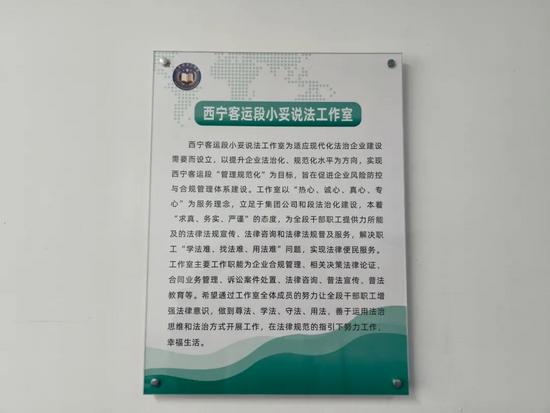 西宁客运段小妥说法工作室
西宁客运段小妥说法工作室为适应现代化法治企业建设
需要而设立，以提升企业法治化、规范化水平为方向，实现
西宁客运段“管理规范化”为目标，旨在促进企业风险防控
与合规管理体系建设。工作室以“热心、诚心、真心、专
心”为服务理念，立足于集团公司和段法治化建设，本着
“求真、务实、严谨”的态度，为全段干部职工提供力所能
及的法律法规宣传、法律咨询和法律法规普及服务，解决职
工“学法难、找法难、用法难”问题，实现法律便民服务。
工作室主要工作职能为企业合规管理、相关决策法律论证、
合同业务管理、诉讼案件处置、法律咨询、普法宣传、普法
教育等。希望通过工作室全体成员的努力让全段干部职工增
强法律意识，做到尊法、学法、守法、用法，善于运用法治
思维和法治方式开展工作，在法律规范的指引下努力工作，
幸福生活。